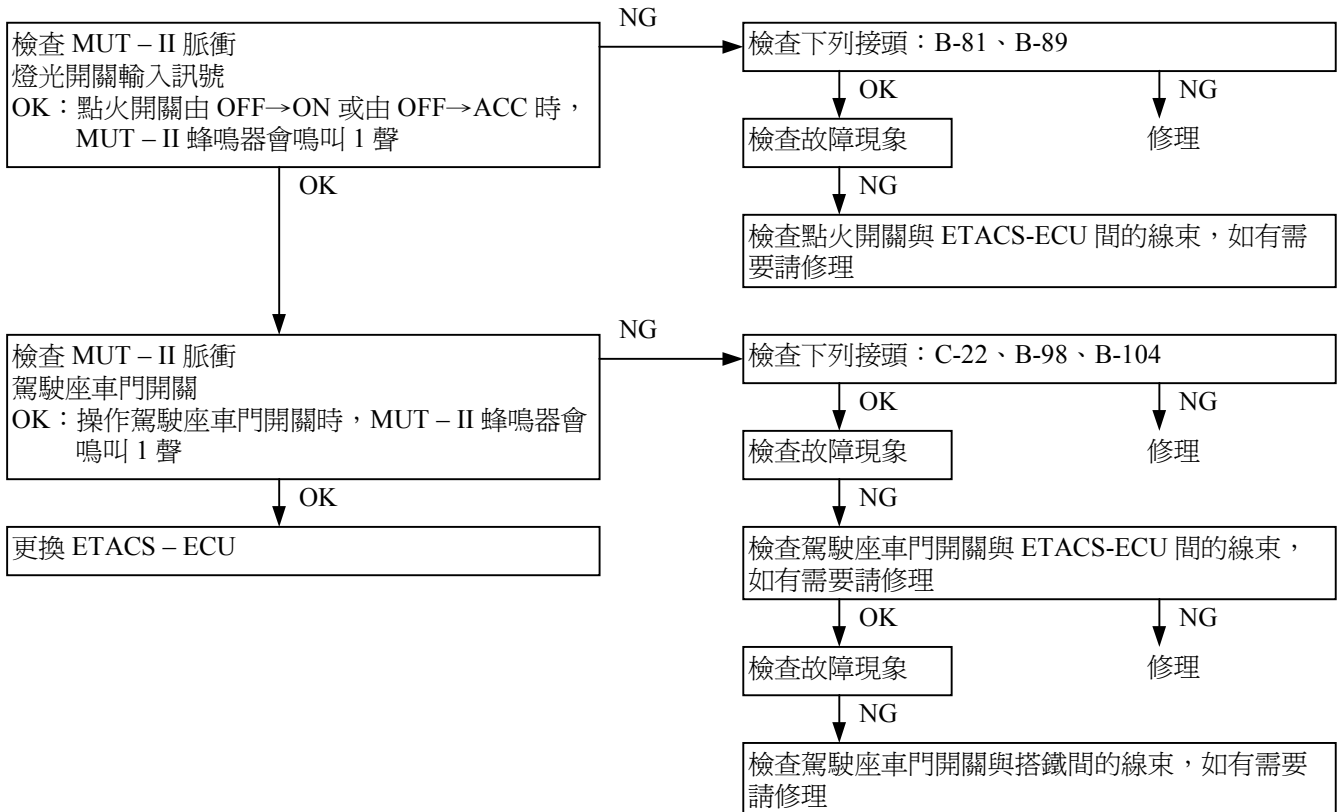 檢查 MUT – II 脈衝
燈光開關輸入訊號
OK：點火開關由 OFF→ON 或由 OFF→ACC 時，
MUT – II 蜂鳴器會鳴叫 1 聲
NG
檢查下列接頭：B-81、B-89
OK
NG
檢查故障現象
修理
NG
檢查點火開關與 ETACS-ECU 間的線束，如有需
要請修理
OK
檢查 MUT – II 脈衝
駕駛座車門開關
OK：操作駕駛座車門開關時，MUT – II 蜂鳴器會
鳴叫 1 聲
NG
檢查下列接頭：C-22、B-98、B-104
OK
NG
檢查故障現象
修理
NG
檢查駕駛座車門開關與 ETACS-ECU 間的線束，
如有需要請修理
OK
NG
檢查故障現象
修理
NG
檢查駕駛座車門開關與搭鐵間的線束，如有需要
請修理
OK
更換 ETACS – ECU